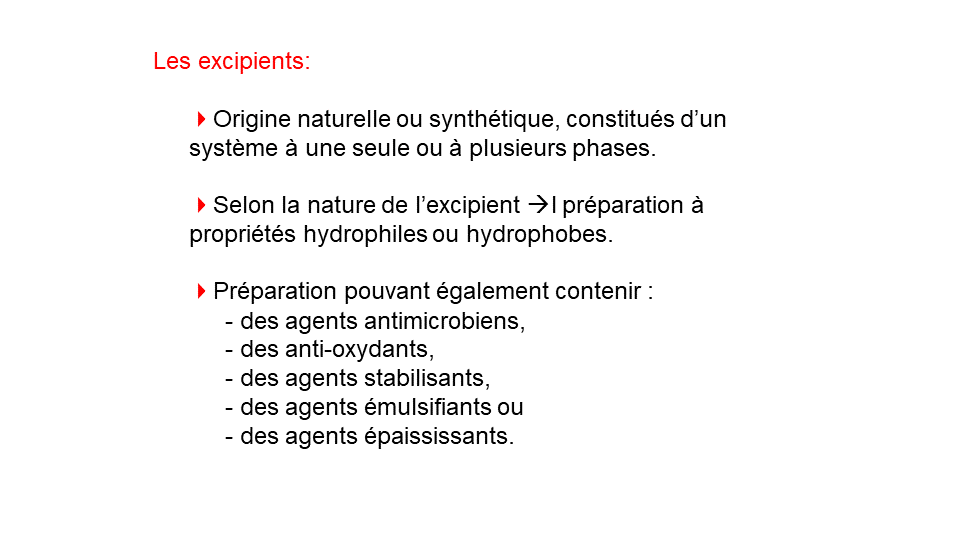 Les excipients:
Origine naturelle ou synthétique, constitués d’un
système à une seule ou à plusieurs phases.
Selon la nature de l’excipient →l préparation à
propriétés hydrophiles ou hydrophobes.
Préparation pouvant également contenir :
- des agents antimicrobiens,
- des anti-oxydants,
- des agents stabilisants,
- des agents émulsifiants ou
- des agents épaississants.